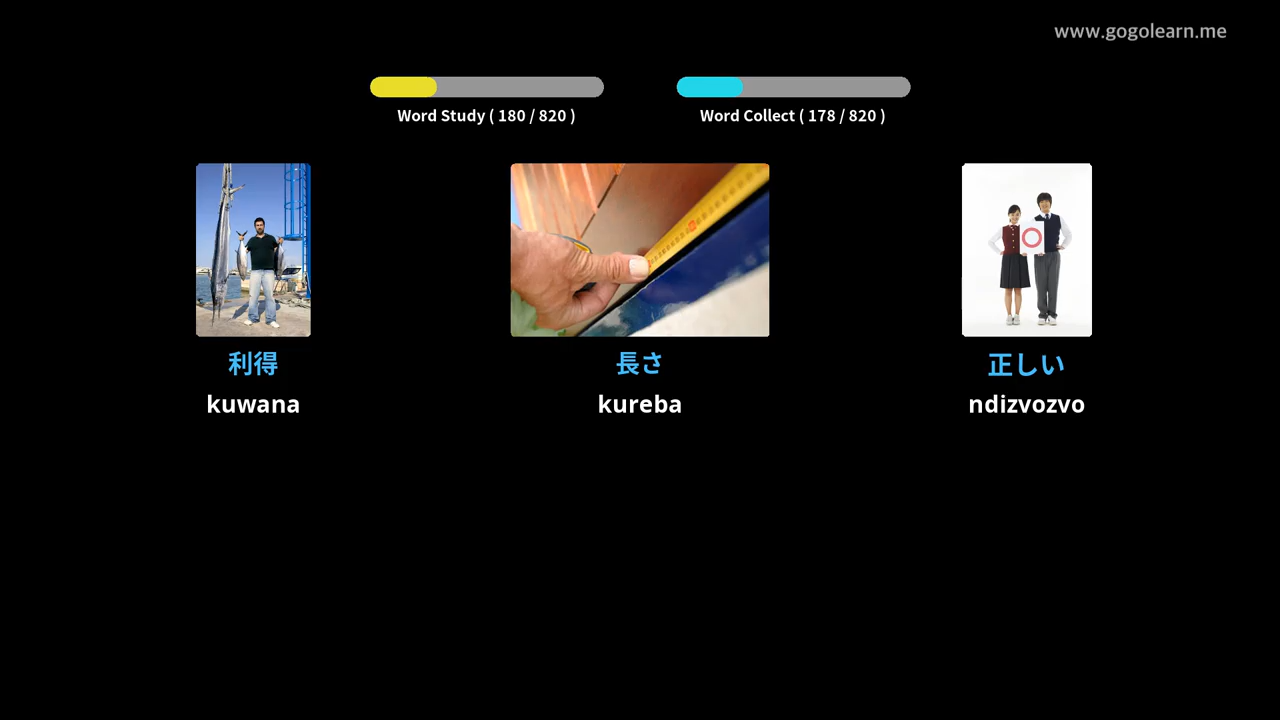 www.gogolearn.me
Word Study ( 180 / 820 )
Word Collect ( 178 / 820 )
利得
kuwana
長さ
kureba
正しい
ndizvozvo